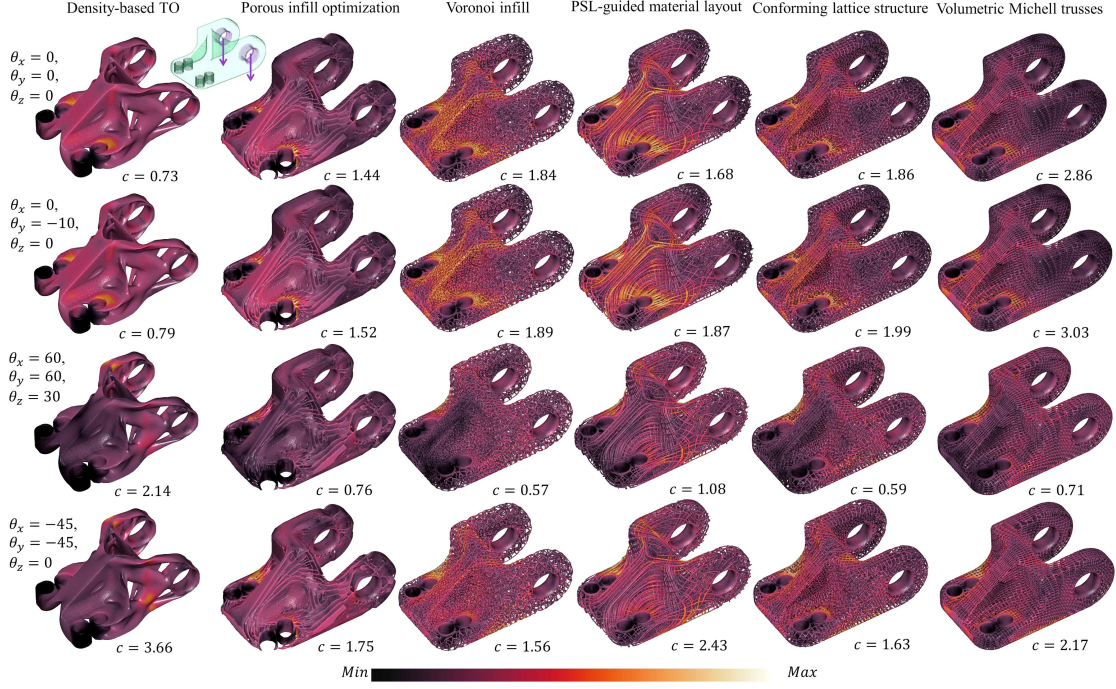 Density-based TO Porous infill optimization Voronoi infill PSL-guided material layout Conforming lattice structure Volumetric Michell trusses
θx = 0,
θy = 0,
θz = 0
c = 0.73 c = 1.44 c = 1.84 c = 1.68 c = 1.86 c = 2.86
θx = 0,
θy = −10,
θz = 0
c = 0.79 c = 1.52 c = 1.89 c = 1.87 c = 1.99 c = 3.03
θx = 60,
θy = 60,
θz = 30
c = 2.14 c = 0.76 c = 0.57 c = 1.08 c = 0.59 c = 0.71
θx = −45,
θy = −45,
θz = 0
c = 3.66 c = 1.75 c = 1.56 c = 2.43 c = 1.63 c = 2.17
Min Max